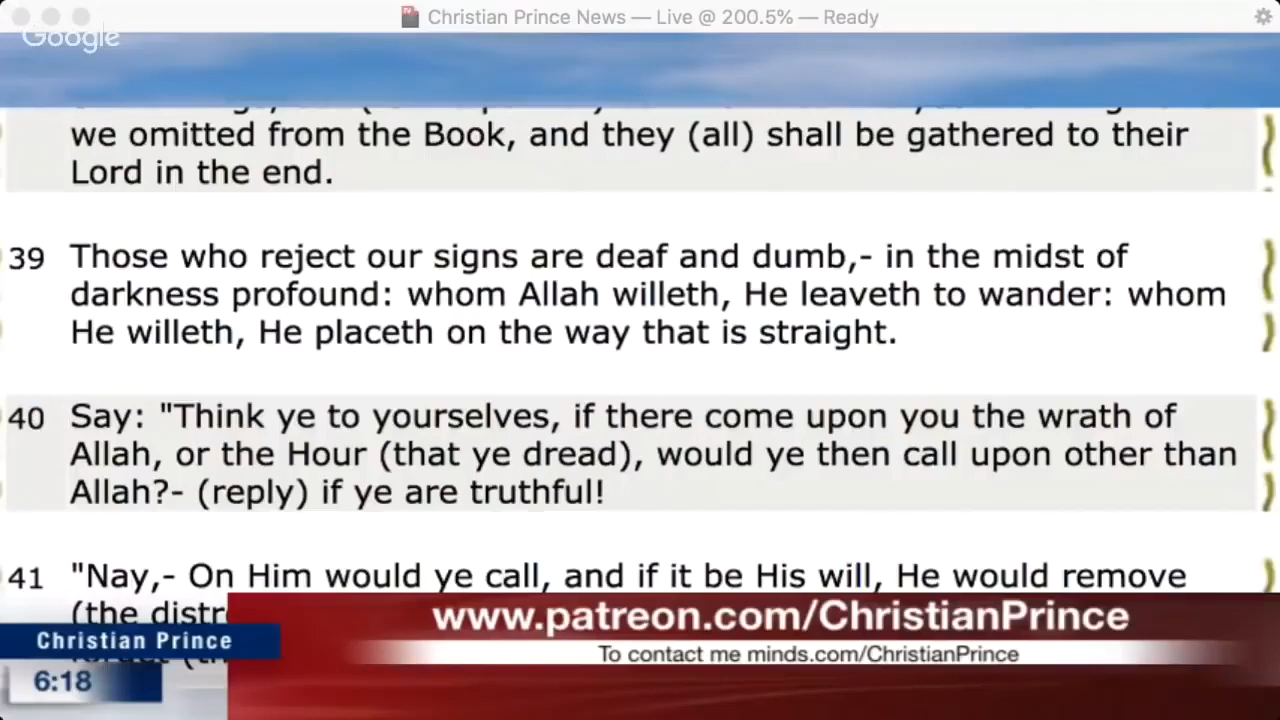 Christian Prince News — Live @ 200.5% — Ready
Google
we omitted from the Book, and they (all) shall be gathered to their
Lord in the end.
39 Those who reject our signs are deaf and dumb,- in the midst of
darkness profound: whom Allah willeth, He leaveth to wander: whom
He willeth, He placeth on the way that is straight.
40 Say: "Think ye to yourselves, if there come upon you the wrath of
Allah, or the Hour (that ye dread), would ye then call upon other than
Allah?- (reply) if ye are truthful!
41 "Nay,- On Him would ye call, and if it be His will, He would remove
(the
www.patreon.com/ChristianPrince
Christian Prince
To contact me minds.com/ChristianPrince
6:18